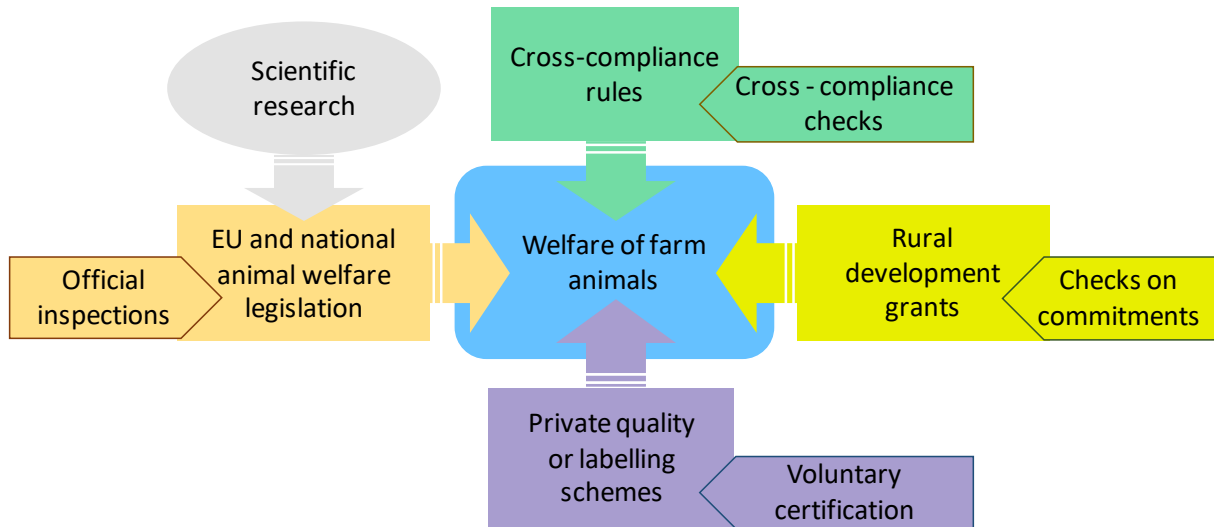 Scientific
research
Cross-compliance
rules
Cross - compliance
checks
EU and national
animal welfare
legislation
Official
inspections
Welfare of farm
animals
Rural
development
grants
Checks on
commitments
Private quality
or labelling
schemes
Voluntary
certification